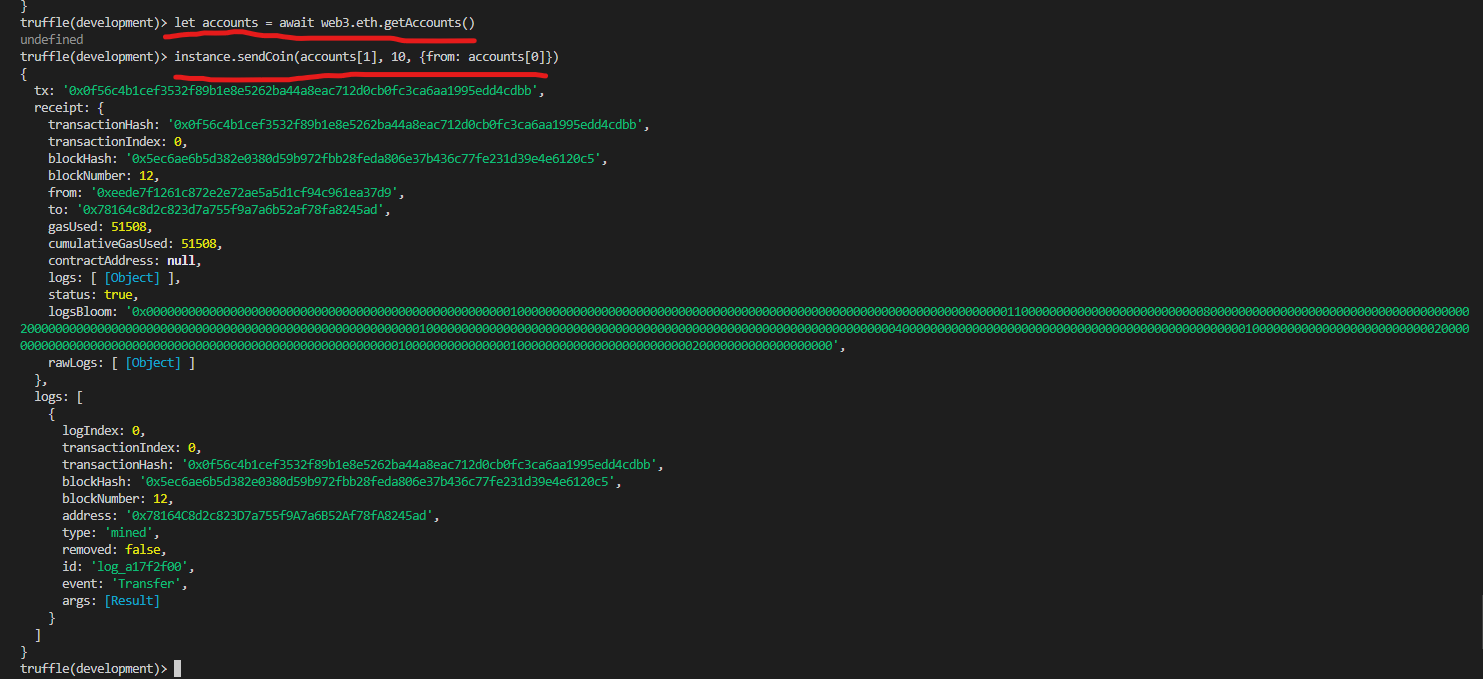 }
truffle(development)> let accounts = await web3.eth.getAccounts()
undefined
truffle(development)> instance.sendCoin(accounts[1], 10, {from: accounts[0]})
{
  tx: '0x0f56c4b1cef3532f89b1e8e5262ba44a8eac712d0cb0fc3ca6aa1995edd4cdbb',
  receipt: {
    transactionHash: '0x0f56c4b1cef3532f89b1e8e5262ba44a8eac712d0cb0fc3ca6aa1995edd4cdbb',
    transactionIndex: 0,
    blockHash: '0x5ec6ae6b5d382e0380d59b972fbb28feda806e37b436c77fe231d39e4e6120c5',
    blockNumber: 12,
    from: '0xeede7f1261c872e2e72ae5a5d1cf94c961ea37d9',
    to: '0x78164c8d2c823d7a755f9a7a6b52af78fa8245ad',
    gasUsed: 51508,
    cumulativeGasUsed: 51508,
    contractAddress: null,
    logs: [ [Object] ],
    status: true,
    logsBloom:
    rawLogs: [ [Object] ]
  },
  logs: [
    {
      logIndex: 0,
      transactionIndex: 0,
      transactionHash: '0x0f56c4b1cef3532f89b1e8e5262ba44a8eac712d0cb0fc3ca6aa1995edd4cdbb',
      blockHash: '0x5ec6ae6b5d382e0380d59b972fbb28feda806e37b436c77fe231d39e4e6120c5',
      blockNumber: 12,
      address: '0x78164C8d2c823D7a755f9A7a6B52Af78fA8245ad',
      type: 'mined',
      removed: false,
      id: 'log_a17f2f00',
      event: 'Transfer',
      args: [Result]
    }
  ]
}
truffle(development)>